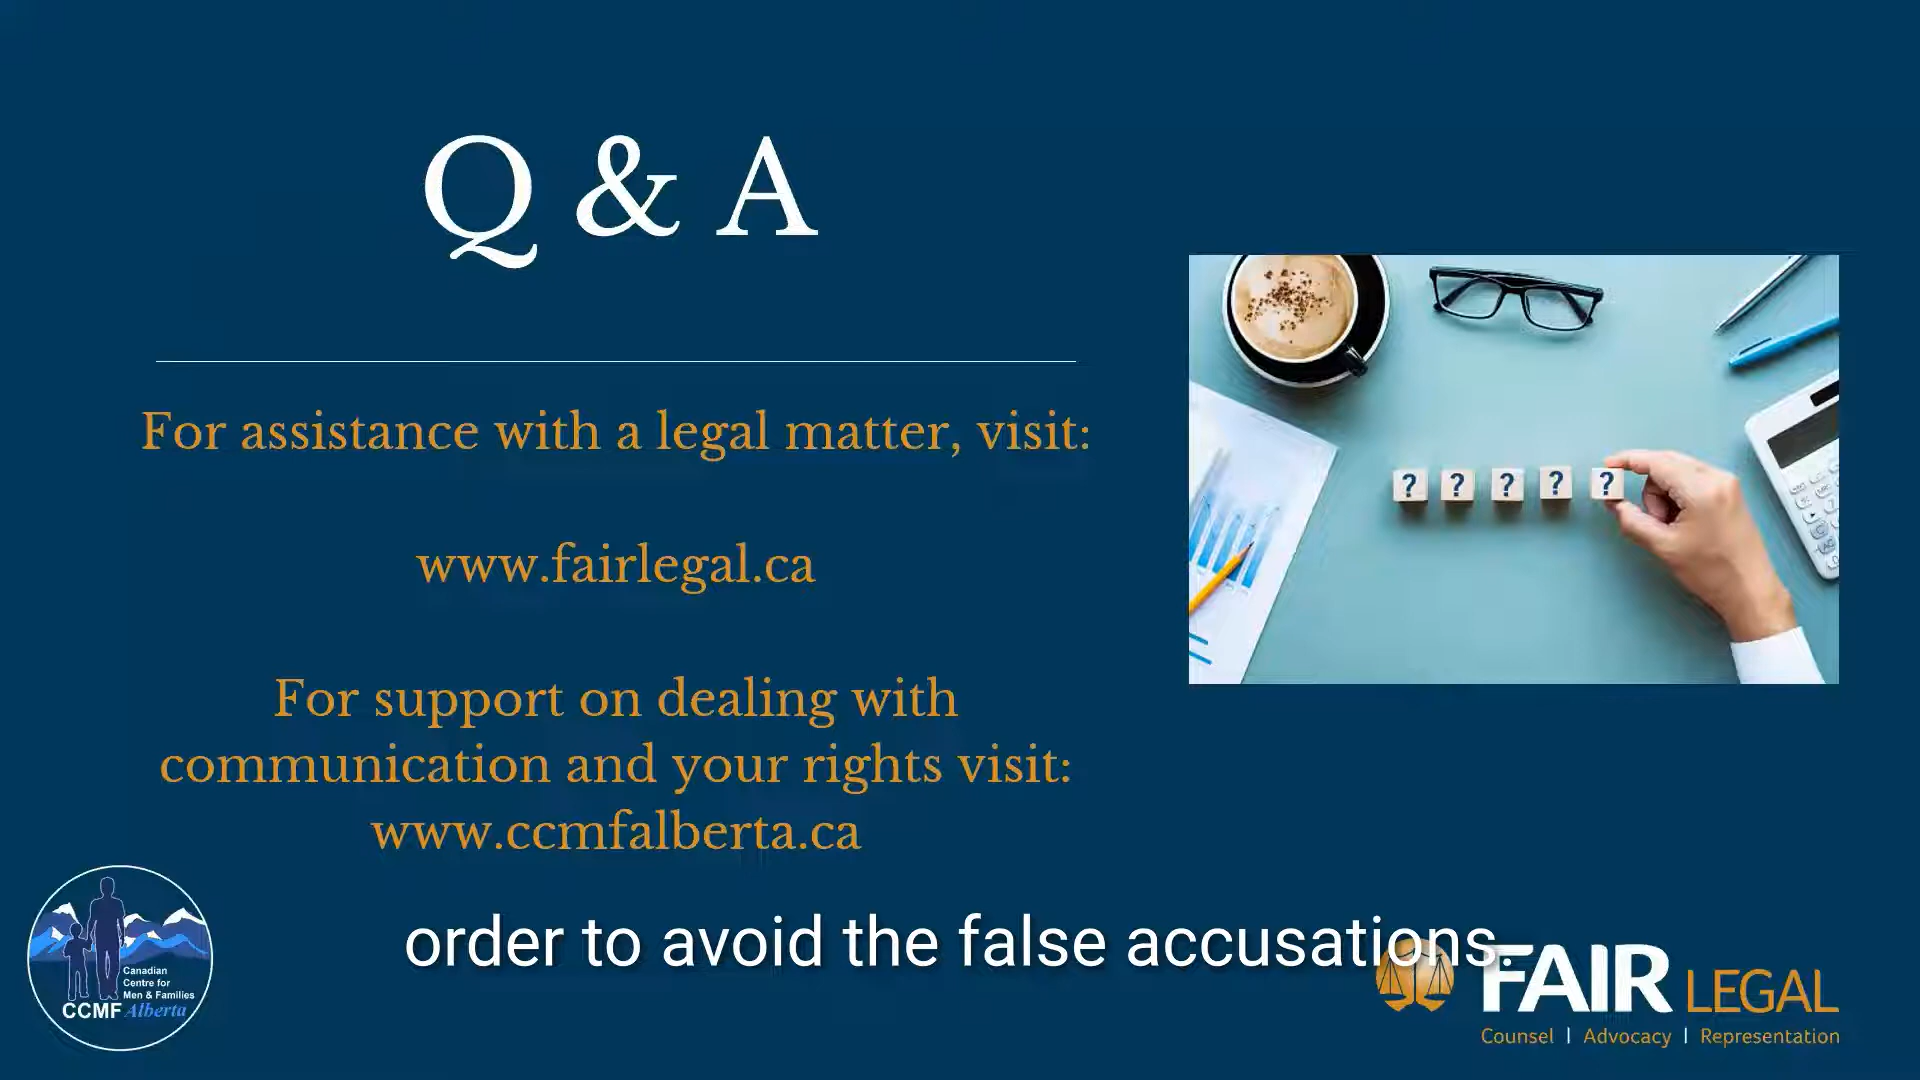 Q & A
For assistance with a legal matter, visit:
www.fairlegal.ca
For support on dealing with
communication and your rights visit:
www.ccmfalberta.ca
? ? ? ? ?
order to avoid the false accusations.
Canadian
Centre for
Men & Families
CCMF Alberta
FAIR LEGAL
Counsel | Advocacy | Representation